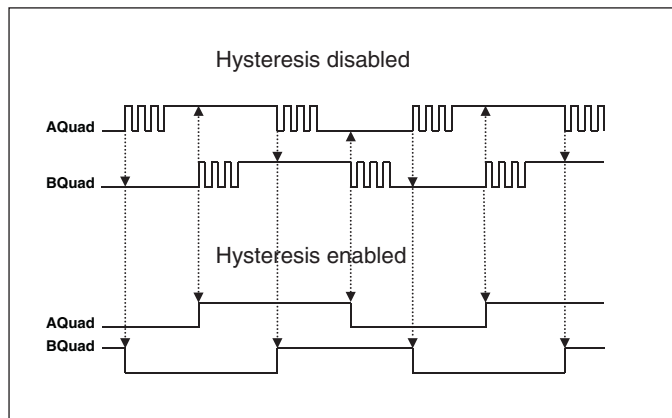 Hysteresis disabled
AQuad
BQuad
Hysteresis enabled
AQuad
BQuad